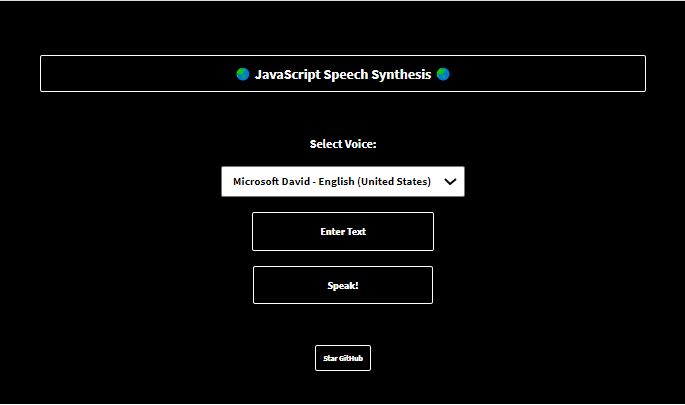 🌏 JavaScript Speech Synthesis 🌏
Select Voice:
Microsoft David - English (United States)
Enter Text
Speak!
Star GitHub